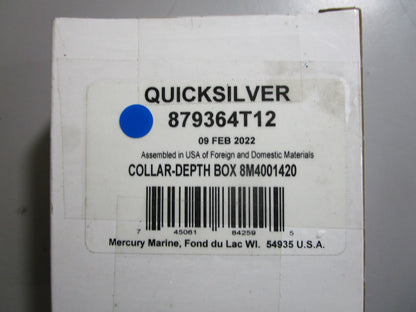 QUICKSILVER
879364T12
09 FEB 2022
Assembled in USA of Foreign and Domestic Materials
COLLAR-DEPTH BOX 8M4001420
7 45061 84259 5
Mercury Marine, Fond du Lac WI. 54935 U.S.A.